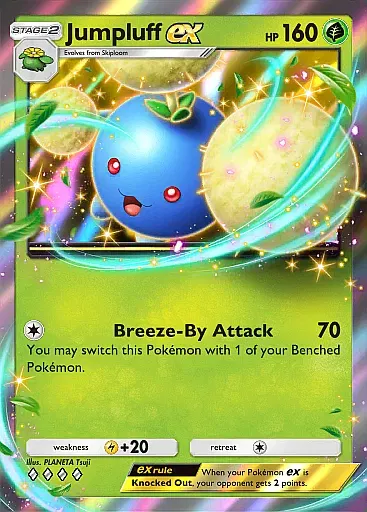 STAGE 2 Jumpluff ex HP 160
Evolves from Skiploom
Breeze-By Attack 70
You may switch this Pokémon with 1 of your Benched
Pokémon.
weakness +20 retreat
Illus. PLANETA Tsuji
ex rule When your Pokémon ex is
Knocked Out, your opponent gets 2 points.